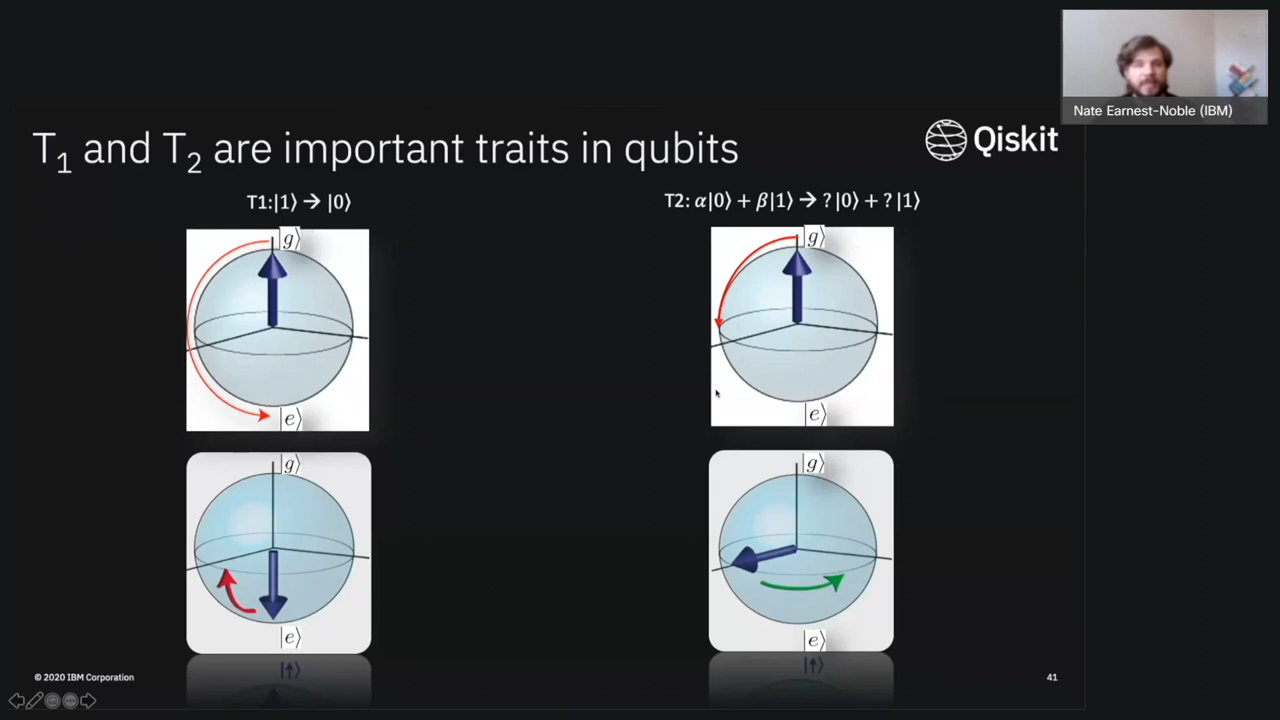 Nate Earnest-Noble (IBM)
T₁ and T₂ are important traits in qubits
Qiskit
T1:|1⟩ → |0⟩
T2: α|0⟩ + β|1⟩ → ?|0⟩ + ?|1⟩
|g⟩
|g⟩
|e⟩
|e⟩
|g⟩
|g⟩
|e⟩
|e⟩
|↑⟩
|↑⟩
© 2020 IBM Corporation
41